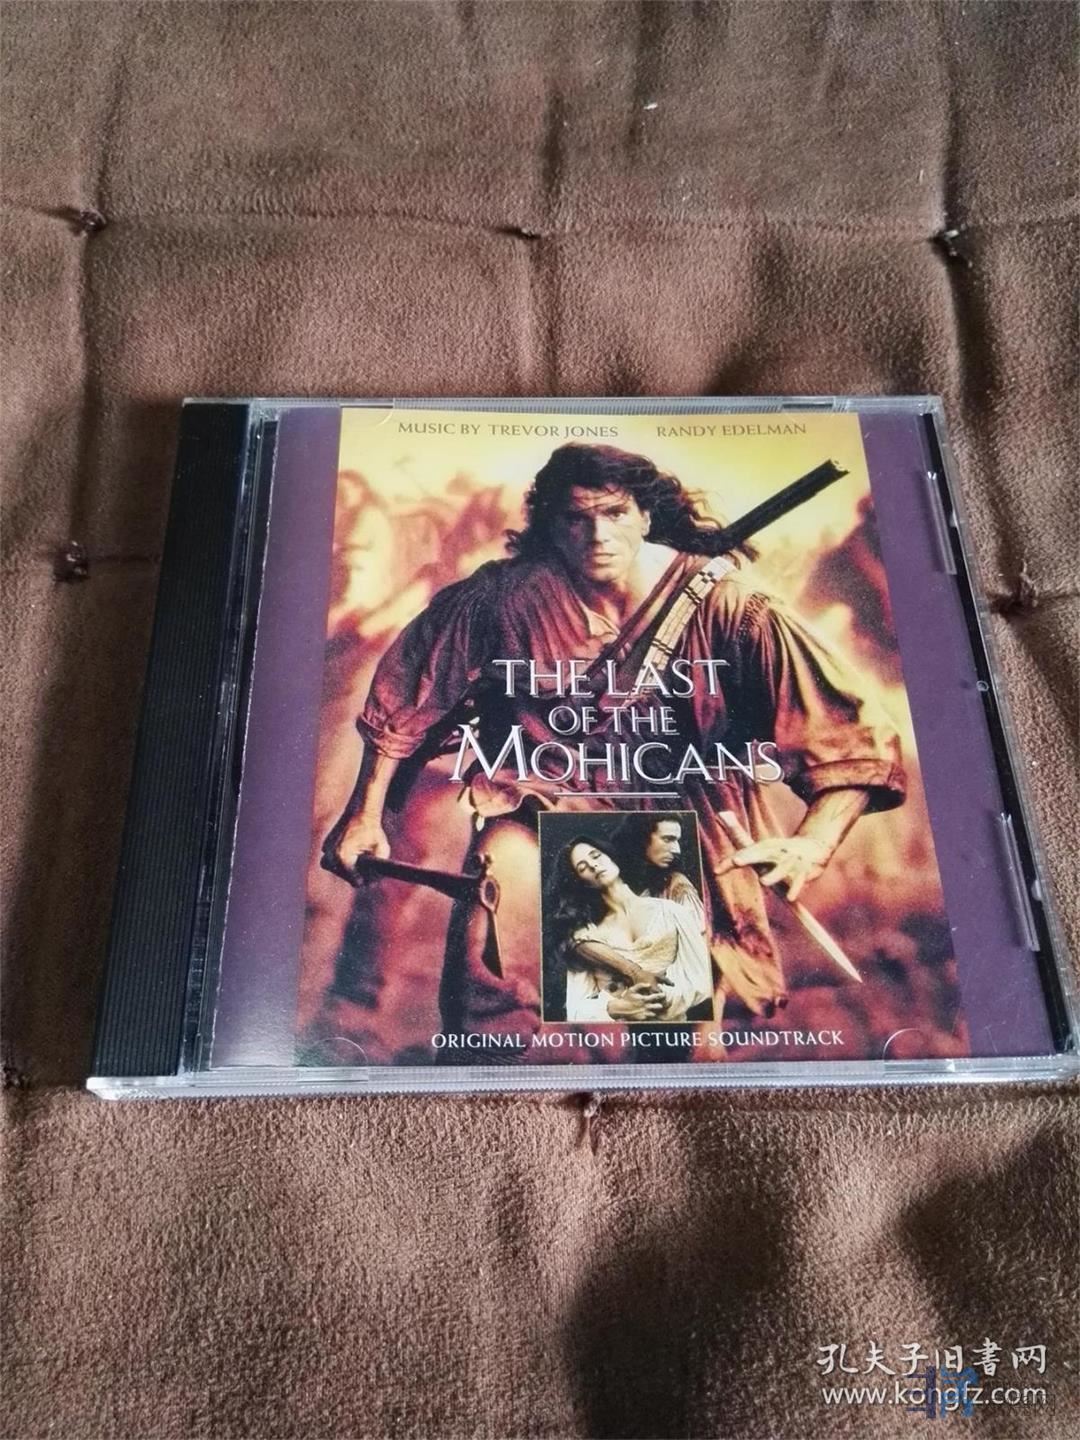 MUSIC BY TREVOR JONES RANDY EDELMAN
THE LAST
OF THE
MOHICANS
ORIGINAL MOTION PICTURE SOUNDTRACK
孔夫子旧書网
www.kongfz.com